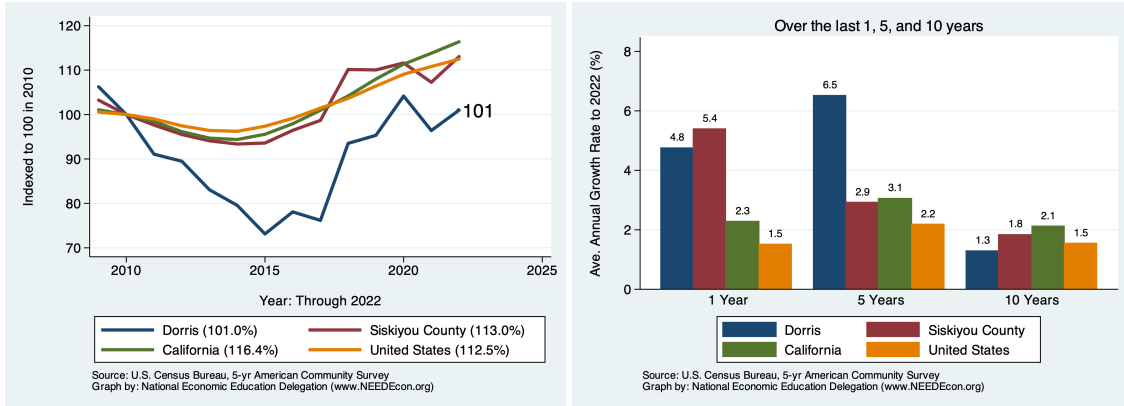 120
110
100
90
80
70
Indexed to 100 in 2010
101
2010
2015
2020
2025
Year: Through 2022
Dorris (101.0%)
Siskiyou County (113.0%)
California (116.4%)
United States (112.5%)
Source: U.S. Census Bureau, 5-yr American Community Survey
Graph by: National Economic Education Delegation (www.NEEDEcon.org)
Over the last 1, 5, and 10 years
8
6
4
2
0
Ave. Annual Growth Rate to 2022 (%)
4.8
5.4
2.3
1.5
6.5
2.9
3.1
2.2
1.3
1.8
2.1
1.5
1 Year
5 Years
10 Years
Dorris
Siskiyou County
California
United States
Source: U.S. Census Bureau, 5-yr American Community Survey
Graph by: National Economic Education Delegation (www.NEEDEcon.org)